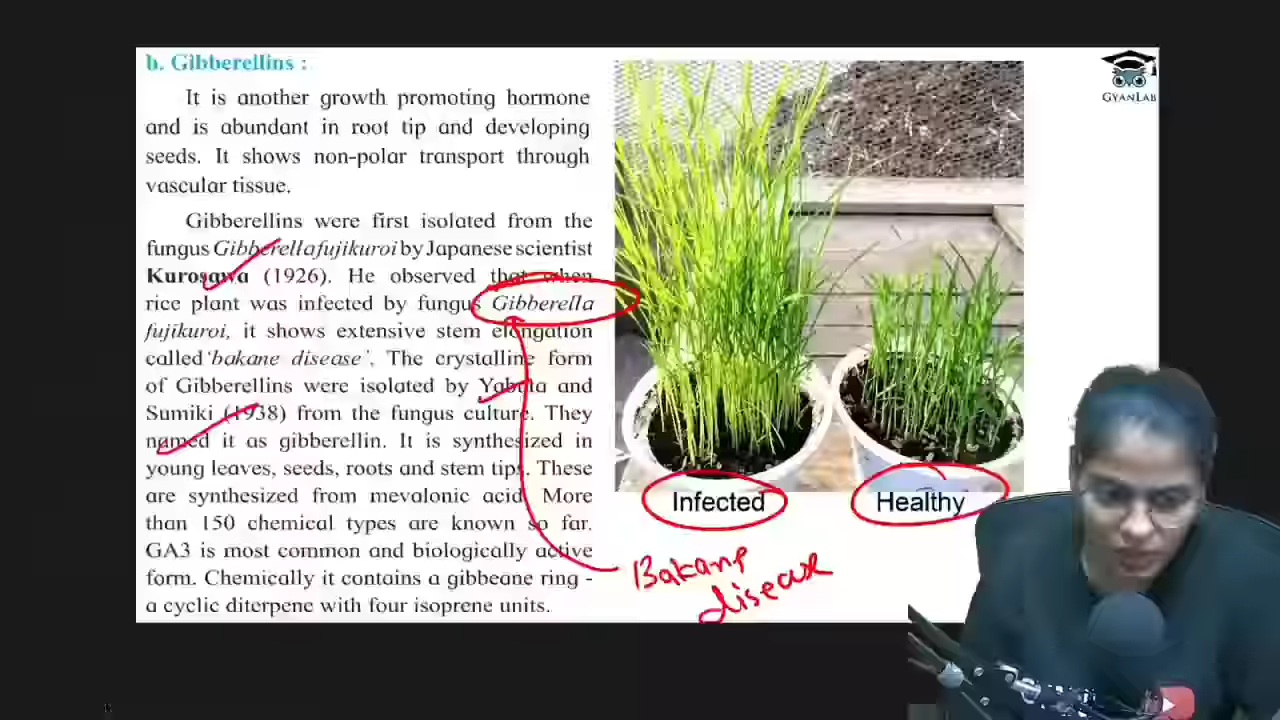 b. Gibberellins :
It is another growth promoting hormone
and is abundant in root tip and developing
seeds. It shows non-polar transport through
vascular tissue.
Gibberellins were first isolated from the
fungus Gibberella fujikuroi by Japanese scientist
Kurosawa (1926). He observed that when
rice plant was infected by fungus Gibberella
fujikuroi, it shows extensive stem elongation
called 'bakane disease'. The crystalline form
of Gibberellins were isolated by Yabuta and
Sumiki (1938) from the fungus culture. They
named it as gibberellin. It is synthesized in
young leaves, seeds, roots and stem tips. These
are synthesized from mevalonic acid. More
than 150 chemical types are known so far.
GA3 is most common and biologically active
form. Chemically it contains a gibbeane ring -
a cyclic diterpene with four isoprene units.
GYANLAB
Infected
Healthy
Bakane
disease